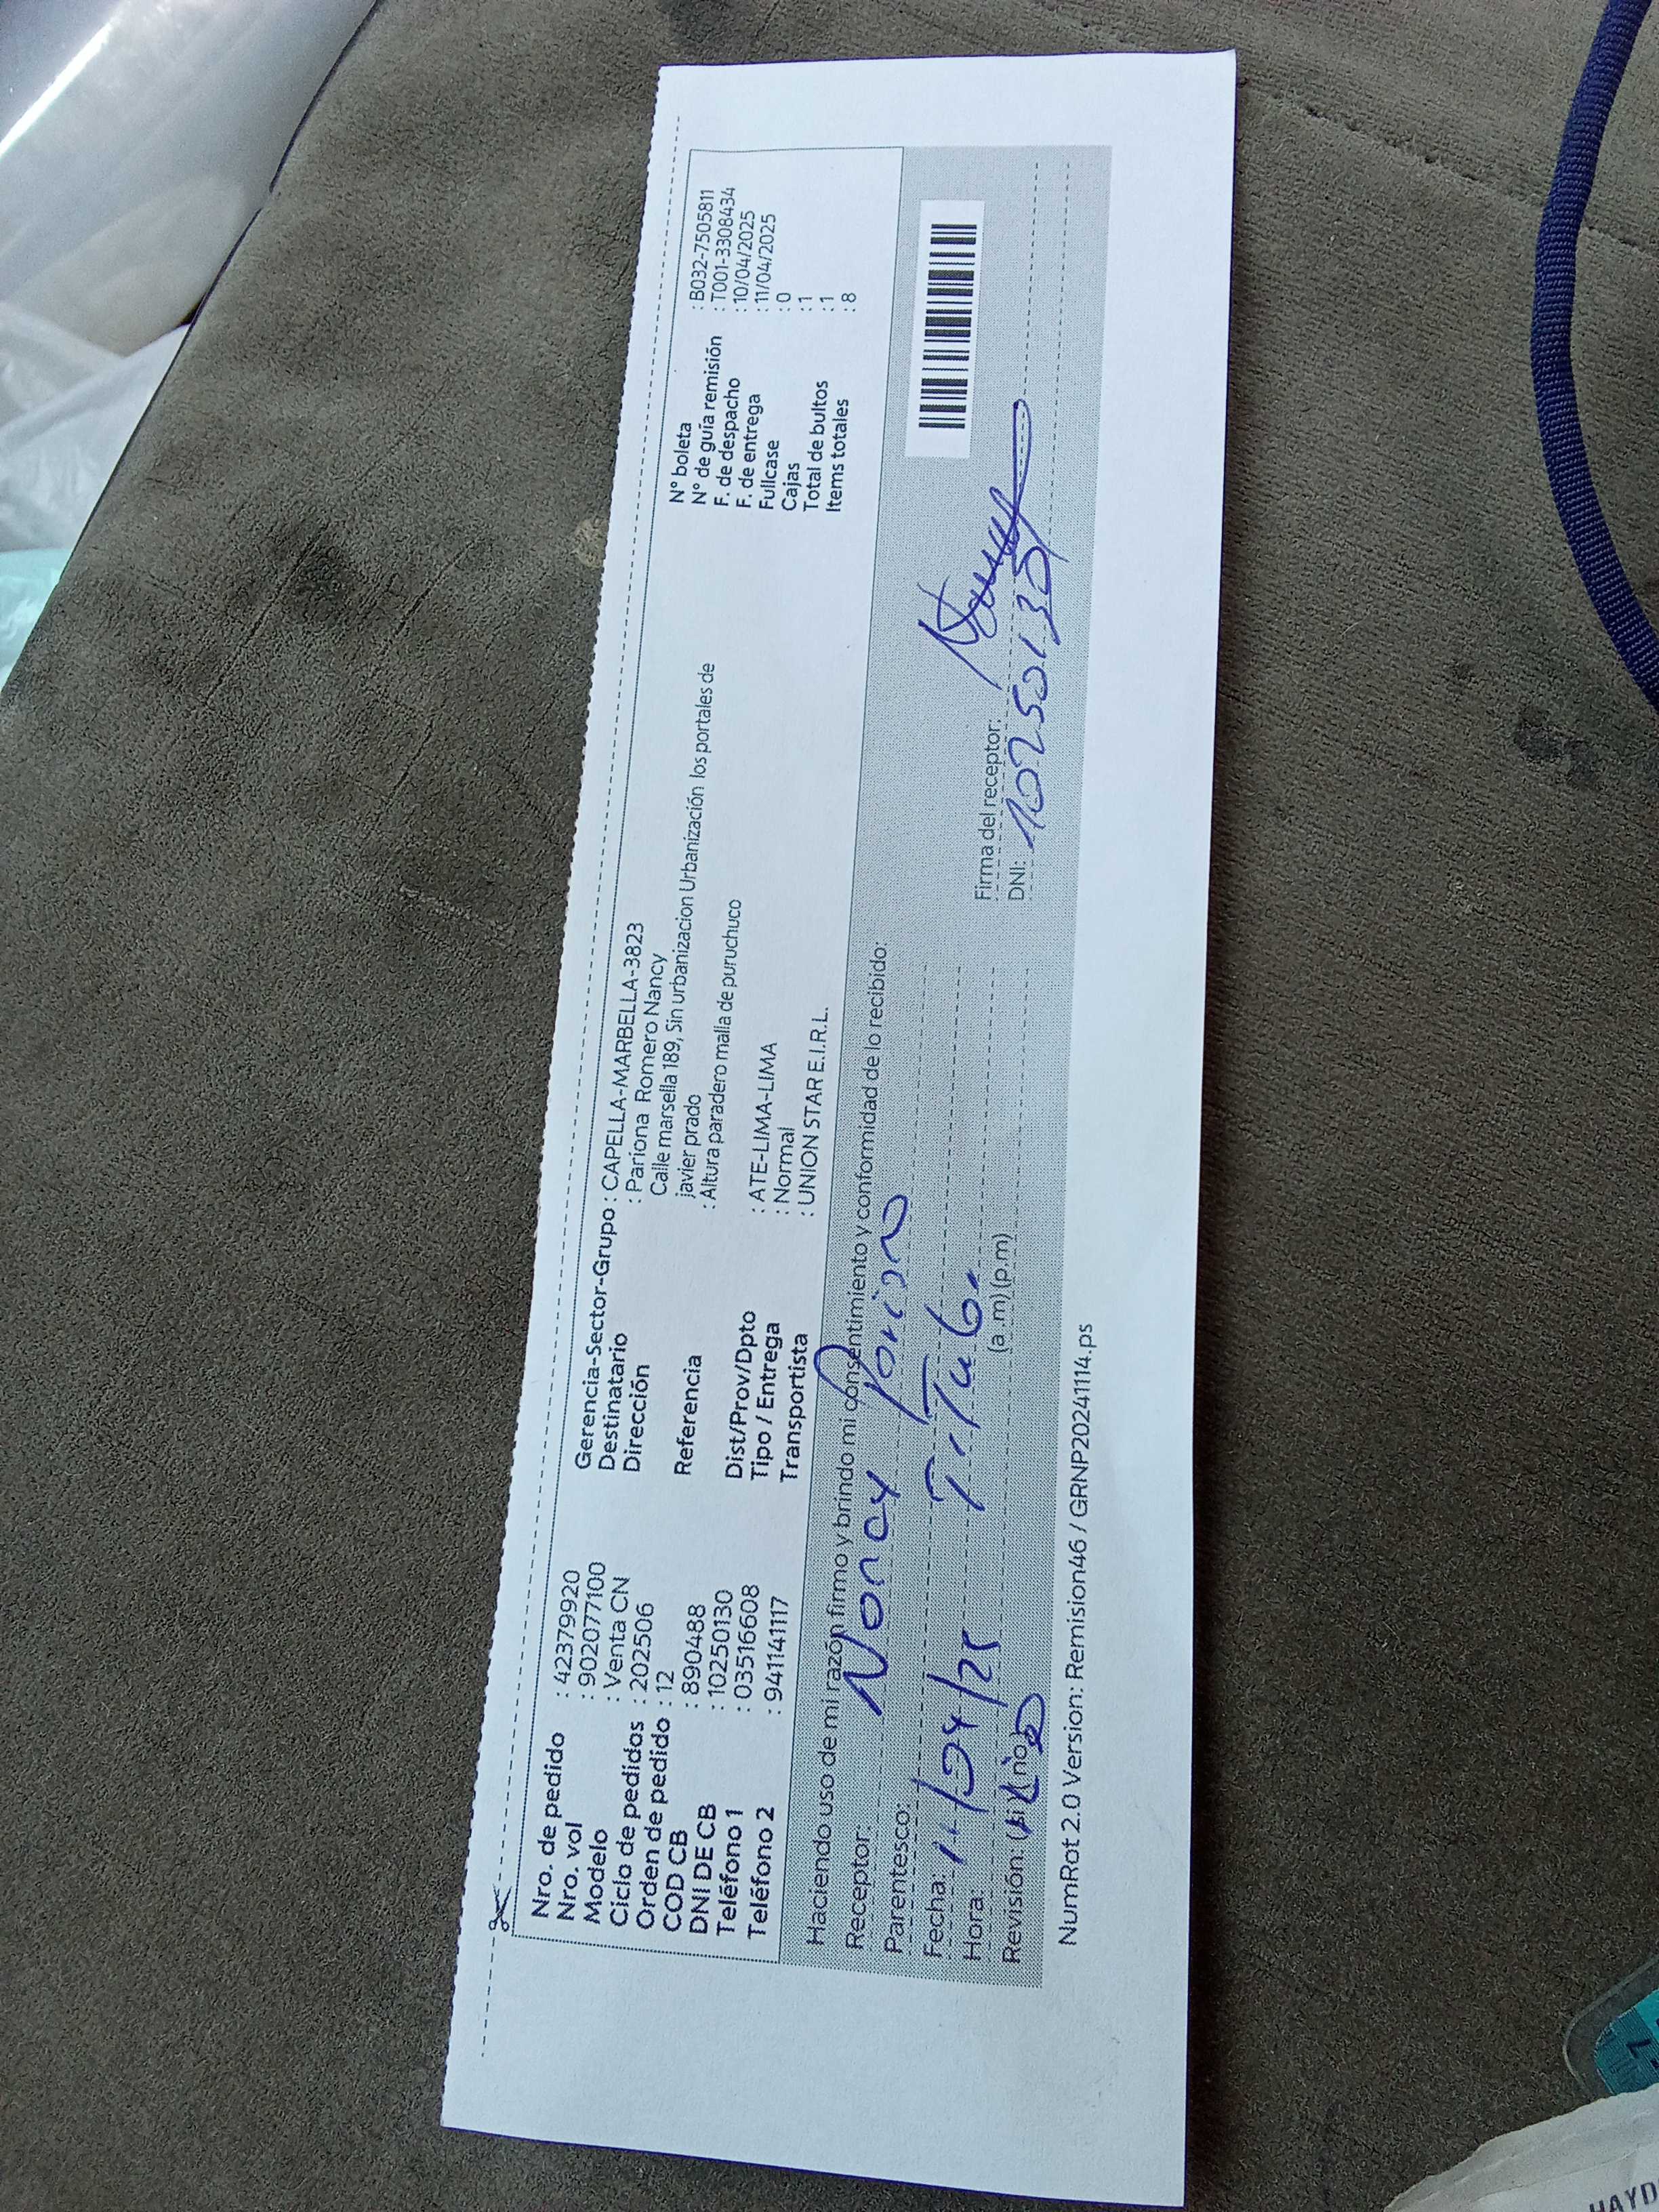 Nro. de pedido : 42379920
Nro. vol : 902077100
Modelo : Venta CN
Ciclo de pedidos : 202506
Orden de pedido : 12
COD CB : 890488
DNI DE CB : 10250130
Teléfono 1 : 03516608
Teléfono 2 : 941141117
Gerencia-Sector-Grupo : CAPELLA-MARBELLA-3823
Destinatario : Pariona Romero Nancy
Dirección Calle marsella 189, Sin urbanizacion Urbanización los portales de
javier prado
Referencia : Altura paradero malla de puruchuco
Dist/Prov/Dpto : ATE-LIMA-LIMA
Tipo / Entrega : Normal
Transportista : UNION STAR E.I.R.L.
N° boleta : B032-7505811
N° de guía remisión : T001-3308434
F. de despacho : 10/04/2025
F. de entrega : 11/04/2025
Fullcase : 0
Cajas : 1
Total de bultos : 1
Items totales : 8
Haciendo uso de mi razón firmo y brindo mi consentimiento y conformidad de lo recibido:
Receptor: Nancy
Parentesco:
Fecha: 11/04/25
Hora (a .m) (p.m)
Revisión: (si) (no)
Firma del receptor:
DNI: 10250130
NumRot 2.0 Version: Remision46 / GRNP20241114.ps
HAYD